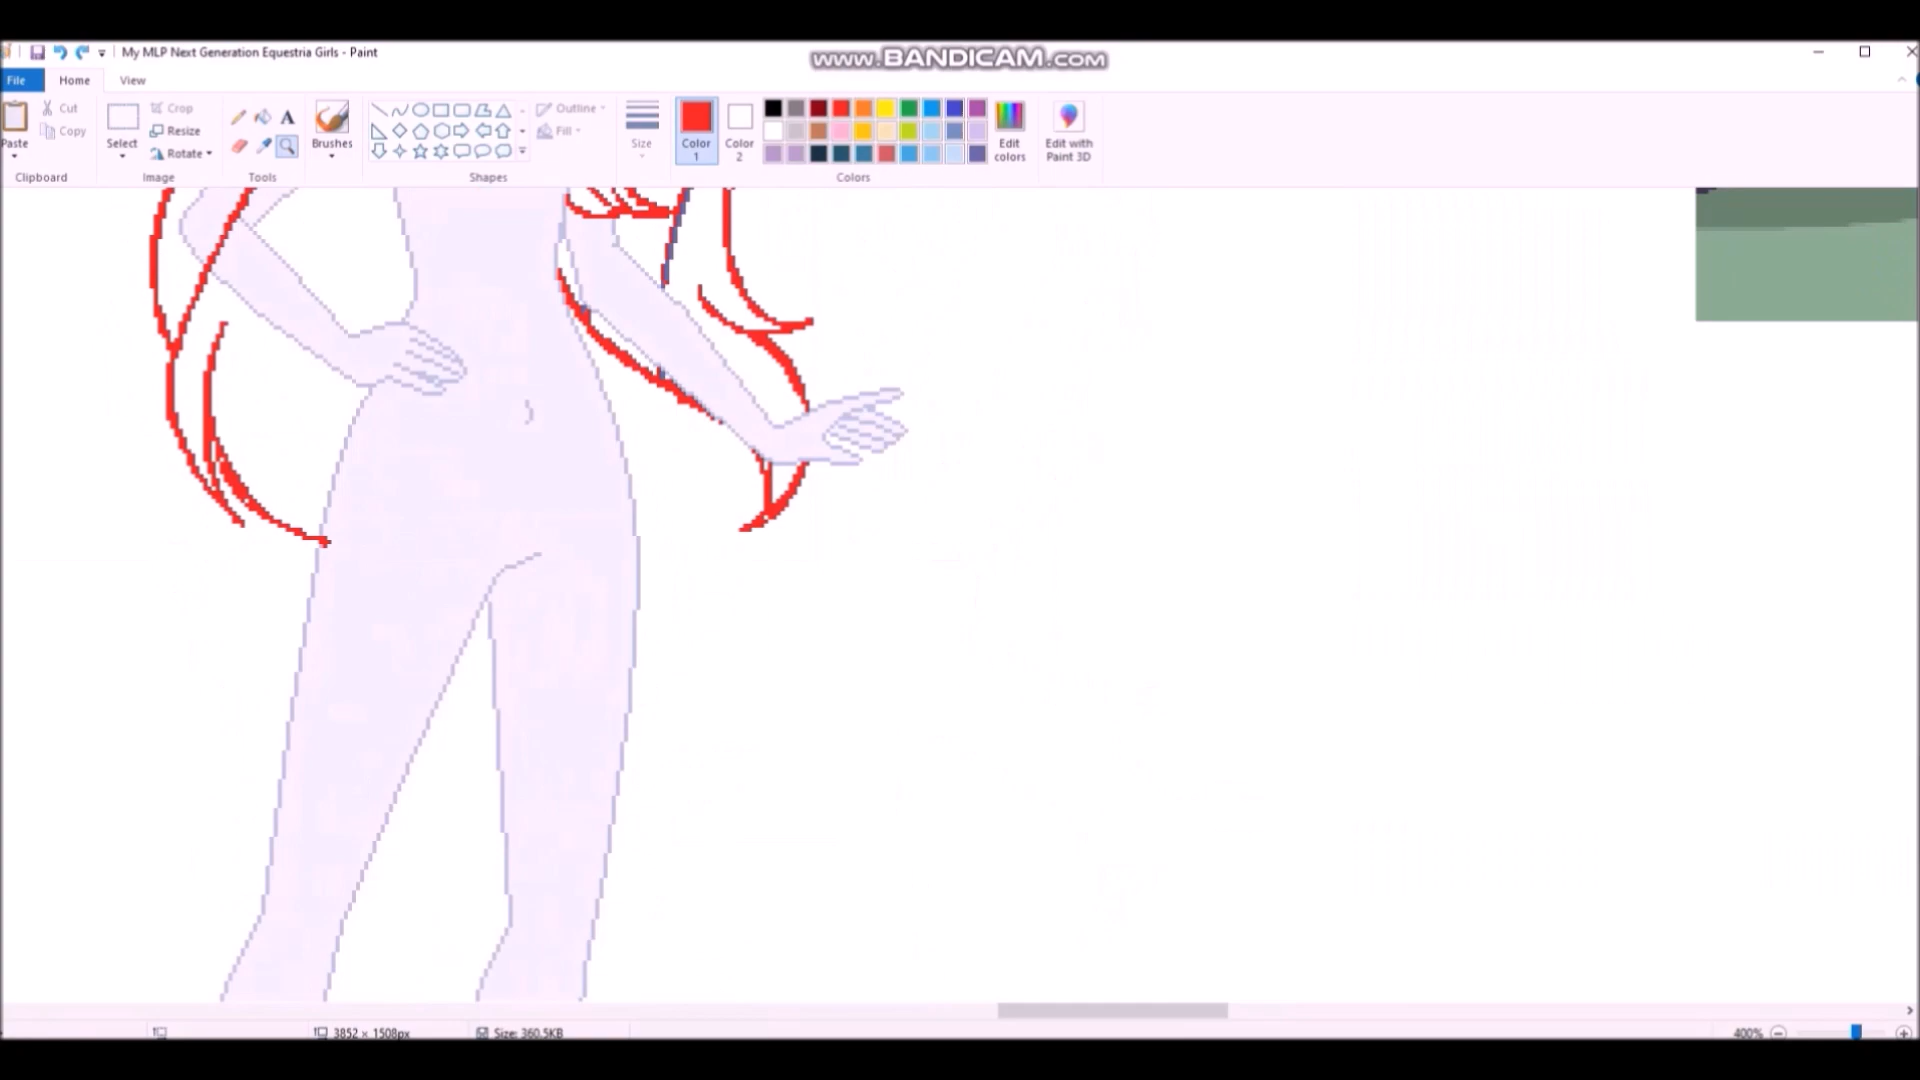 My MLP Next Generation Equestria Girls - Paint
www.BANDICAM.com
File Home View
Paste
Cut
Copy
Clipboard
Select
Crop
Resize
Rotate
Image
A
Tools
Brushes
Shapes
Outline
Fill
Size
Color 1
Color 2
Colors
Edit colors
Edit with Paint 3D
3852 × 1508px
Size: 360.5KB
400%